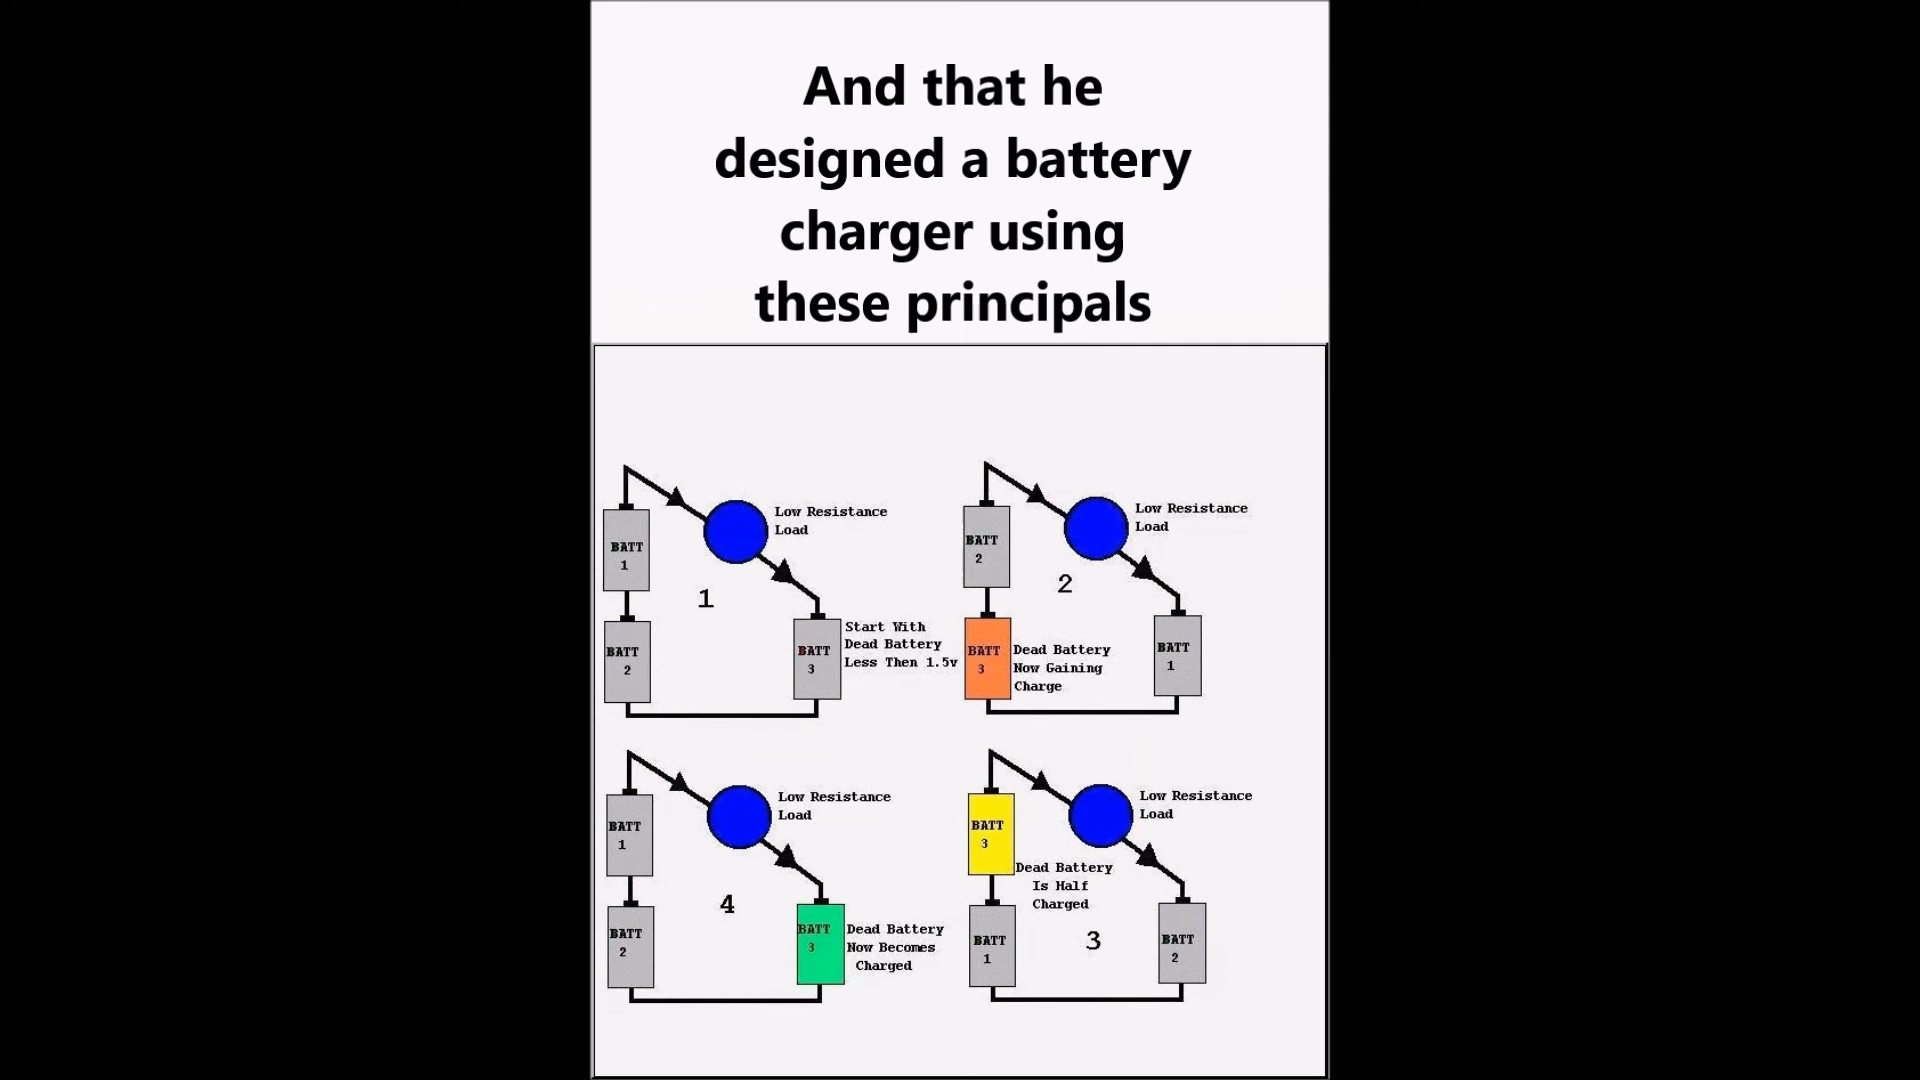 And that he
designed a battery
charger using
these principals
Low Resistance
Load
BATT
1
1
BATT
2
BATT
3
Start With
Dead Battery
Less Then 1.5v
Low Resistance
Load
BATT
2
2
BATT
3
Dead Battery
Now Gaining
Charge
BATT
1
Low Resistance
Load
BATT
1
4
BATT
2
BATT
3
Dead Battery
Now Becomes
Charged
Low Resistance
Load
BATT
3
Dead Battery
Is Half
Charged
BATT
1
3
BATT
2